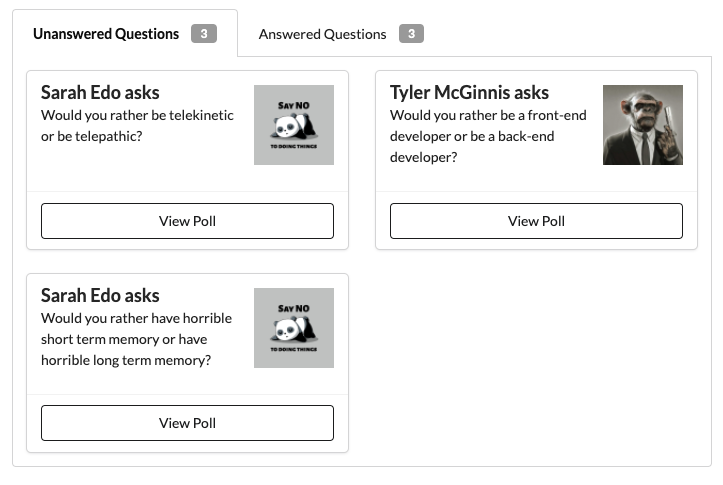 Unanswered Questions 3
Answered Questions 3
Sarah Edo asks
Would you rather be telekinetic
or be telepathic?
SAY NO
TO DOING THINGS
View Poll
Tyler McGinnis asks
Would you rather be a front-end
developer or be a back-end
developer?
View Poll
Sarah Edo asks
Would you rather have horrible
short term memory or have
horrible long term memory?
SAY NO
TO DOING THINGS
View Poll